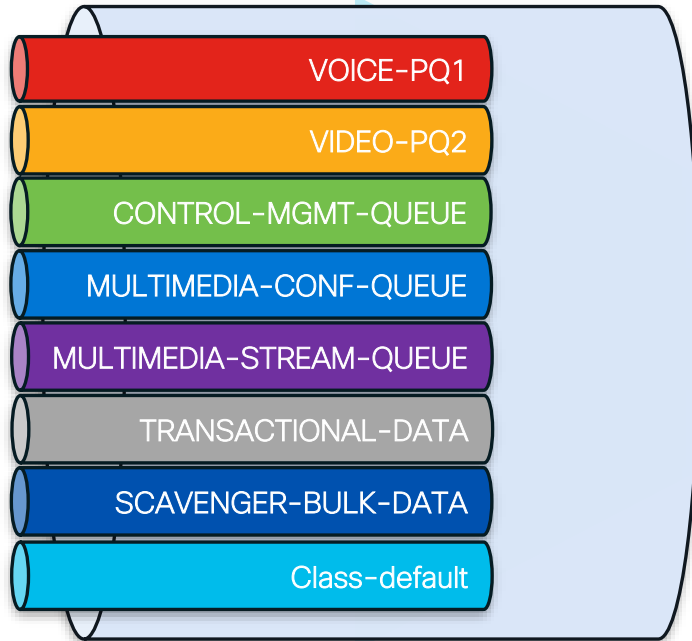 VOICE-PQ1
VIDEO-PQ2
CONTROL-MGMT-QUEUE
MULTIMEDIA-CONF-QUEUE
MULTIMEDIA-STREAM-QUEUE
TRANSACTIONAL-DATA
SCAVENGER-BULK-DATA
Class-default